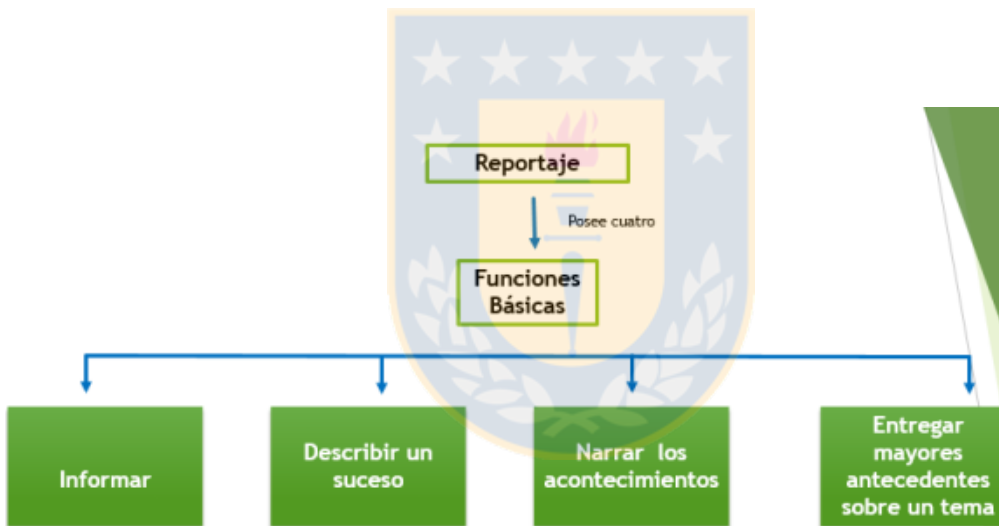 Reportaje
Posee cuatro
Funciones
Básicas
Informar
Describir un
suceso
Narrar los
acontecimientos
Entregar
mayores
antecedentes
sobre un tema